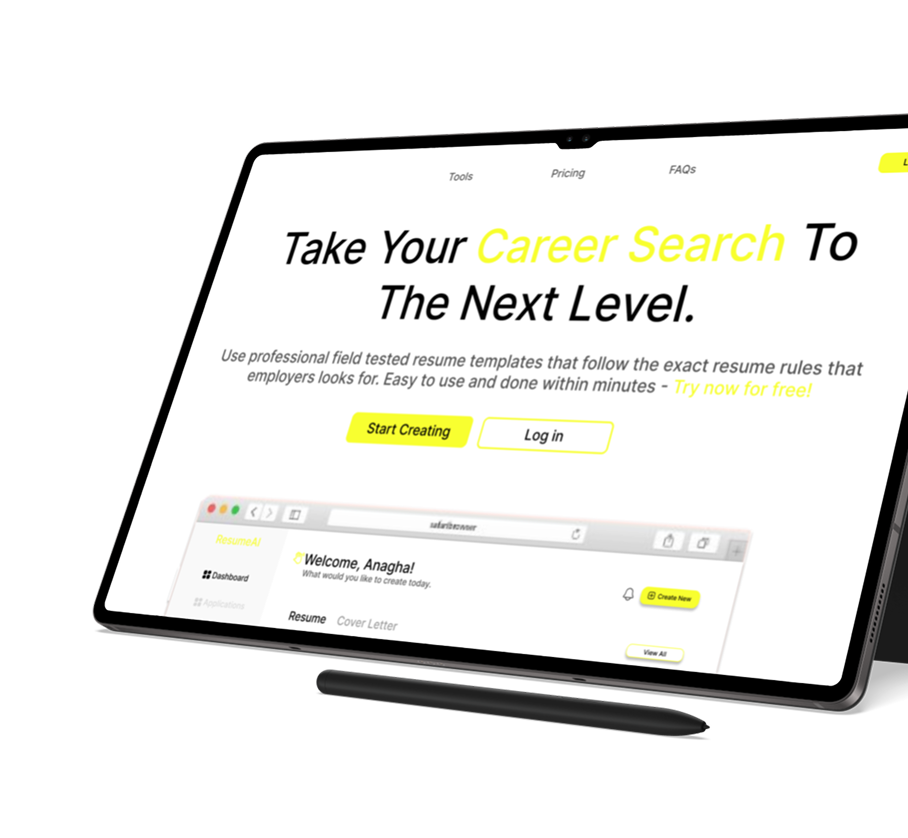 Tools Pricing FAQs
Take Your Career Search To
The Next Level.
Use professional field tested resume templates that follow the exact resume rules that
employers looks for. Easy to use and done within minutes - Try now for free!
Start Creating Log in
ResumeAI
Welcome, Anagha!
What would you like to create today.
Dashboard
Create New
Applications
Resume Cover Letter
View All